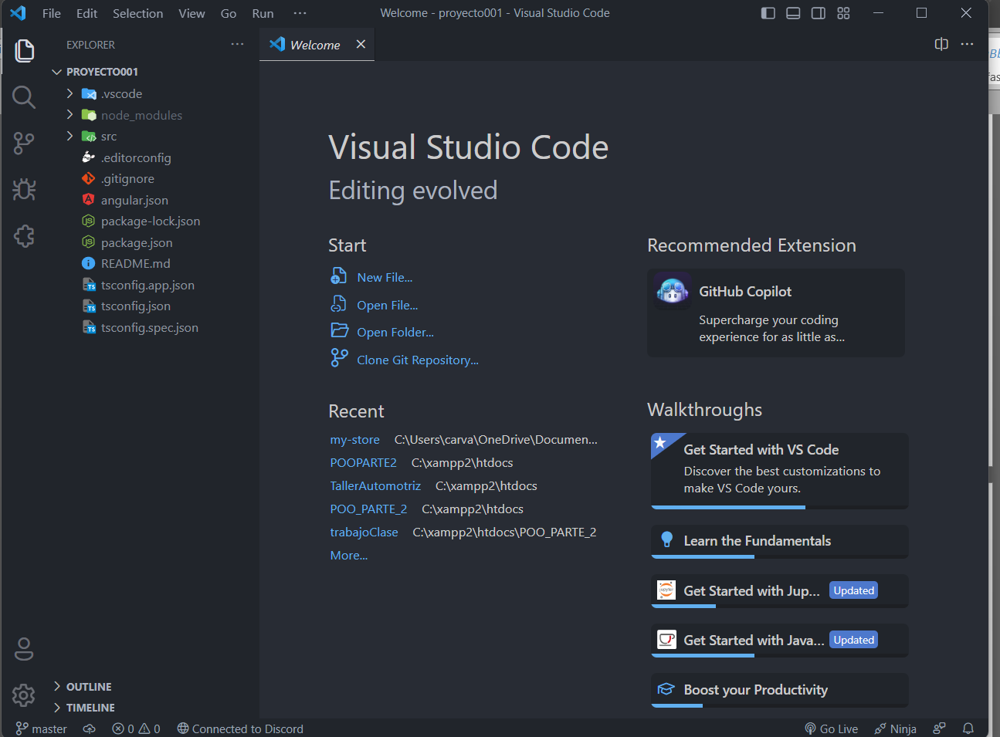 File Edit Selection View Go Run ···
Welcome - proyecto001 - Visual Studio Code
EXPLORER
Welcome
PROYECTO001
.vscode
node_modules
src
.editorconfig
.gitignore
angular.json
package-lock.json
package.json
README.md
tsconfig.app.json
tsconfig.json
tsconfig.spec.json
OUTLINE
TIMELINE
Visual Studio Code
Editing evolved
Start
New File...
Open File...
Open Folder...
Clone Git Repository...
Recent
my-store C:\Users\carva\OneDrive\Documen...
POOPARTE2 C:\xampp2\htdocs
TallerAutomotriz C:\xampp2\htdocs
POO_PARTE_2 C:\xampp2\htdocs
trabajoClase C:\xampp2\htdocs\POO_PARTE_2
More...
Recommended Extension
GitHub Copilot
Supercharge your coding
experience for as little as...
Walkthroughs
Get Started with VS Code
Discover the best customizations to
make VS Code yours.
Learn the Fundamentals
Get Started with Jup... Updated
Get Started with Java... Updated
Boost your Productivity
master 0 0 Connected to Discord Go Live Ninja